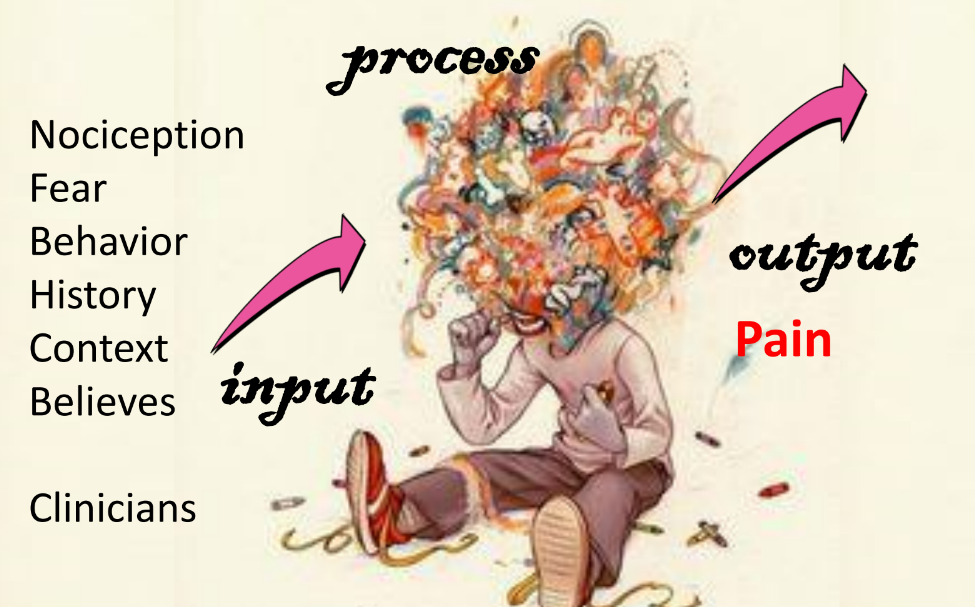 process
Nociception
Fear
Behavior
History
Context
Believes
Clinicians
input
output
Pain